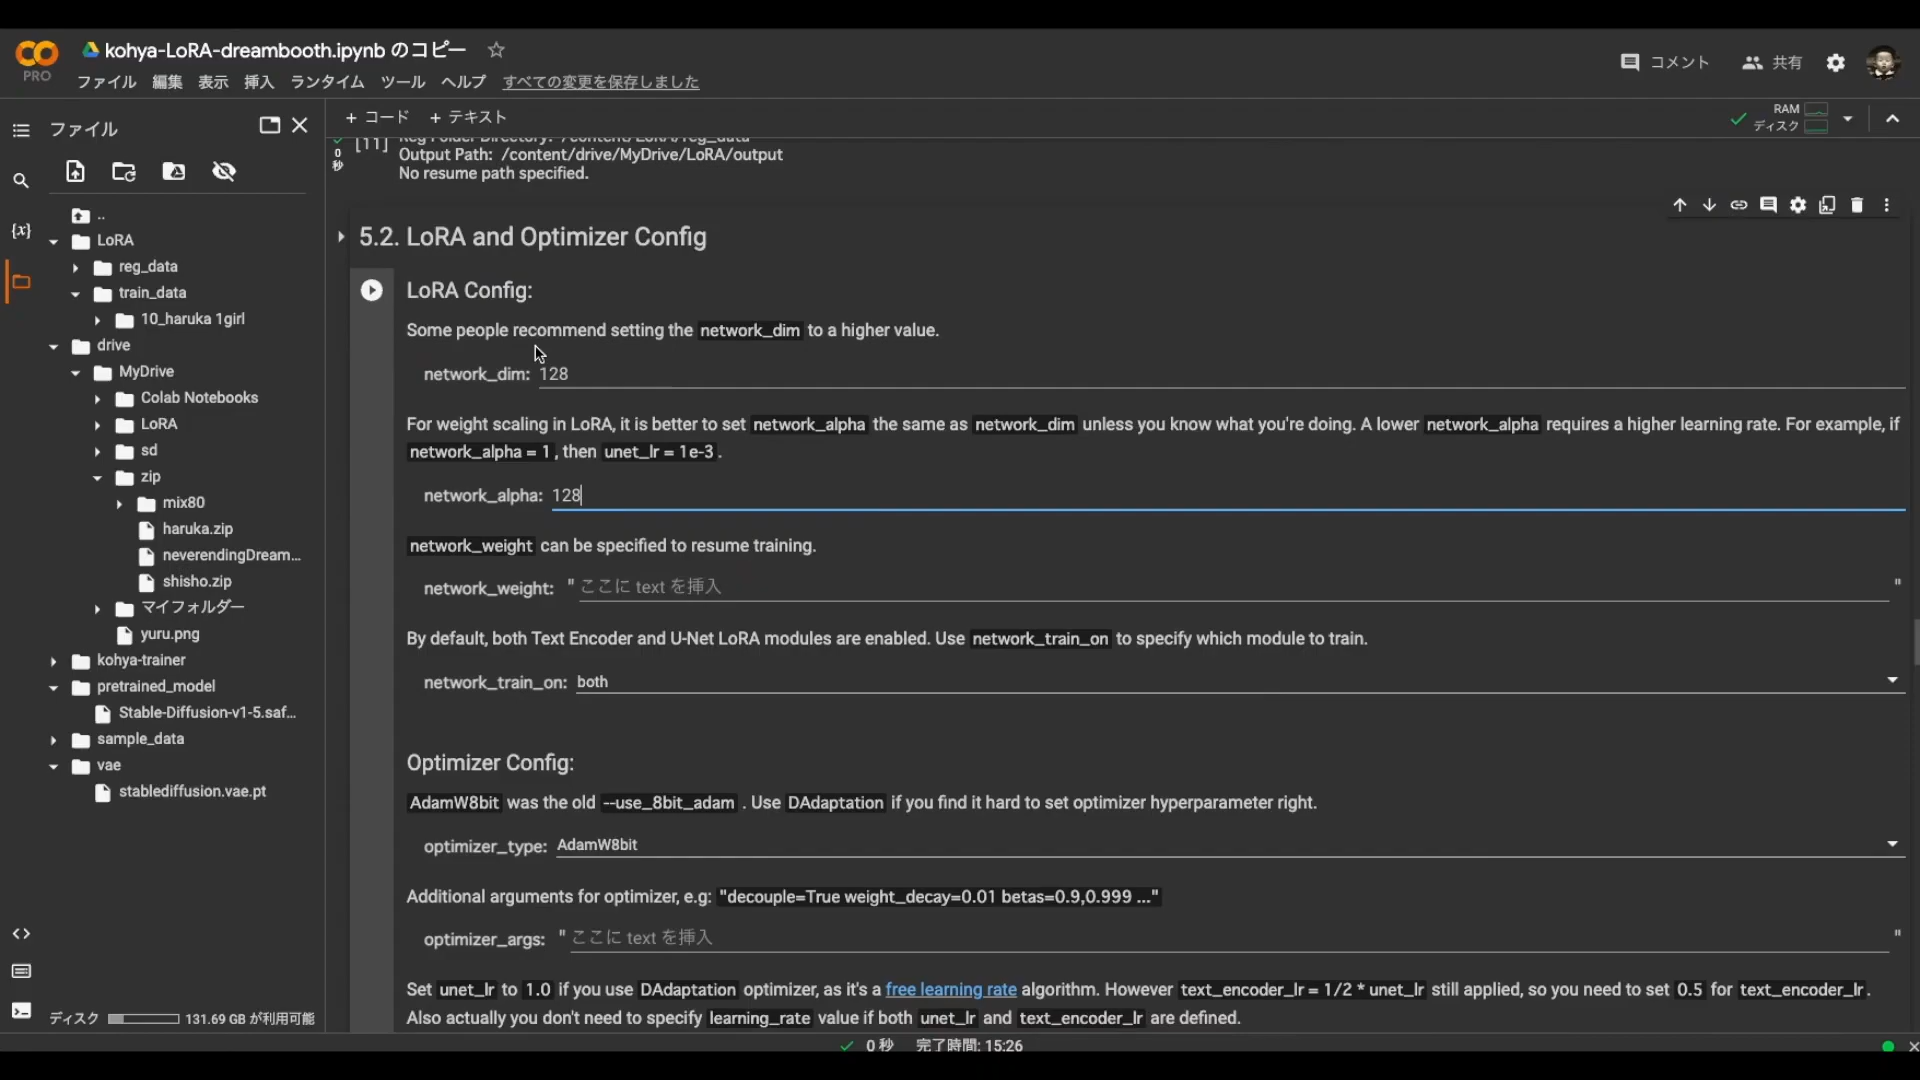 kohya-LoRA-dreambooth.ipynb のコピー
PRO
ファイル 編集 表示 挿入 ランタイム ツール ヘルプ すべての変更を保存しました
コメント 共有
ファイル
+ コード + テキスト
RAM
ディスク
..
LoRA
reg_data
train_data
10_haruka 1girl
drive
MyDrive
Colab Notebooks
LoRA
sd
zip
mix80
haruka.zip
neverendingDream...
shisho.zip
マイフォルダー
yuru.png
kohya-trainer
pretrained_model
Stable-Diffusion-v1-5.saf...
sample_data
vae
stablediffusion.vae.pt
ディスク 131.69 GB が利用可能
{x}
0
秒
[11] Reg Folder Directory: /content/LoRA/reg_data
Output Path: /content/drive/MyDrive/LoRA/output
No resume path specified.
5.2. LoRA and Optimizer Config
LoRA Config:
Some people recommend setting the network_dim to a higher value.
network_dim: 128
For weight scaling in LoRA, it is better to set network_alpha the same as network_dim unless you know what you're doing. A lower network_alpha requires a higher learning rate. For example, if
network_alpha = 1 , then unet_lr = 1e-3 .
network_alpha: 128
network_weight can be specified to resume training.
network_weight: " ここに text を挿入 "
By default, both Text Encoder and U-Net LoRA modules are enabled. Use network_train_on to specify which module to train.
network_train_on: both
Optimizer Config:
AdamW8bit was the old --use_8bit_adam . Use DAdaptation if you find it hard to set optimizer hyperparameter right.
optimizer_type: AdamW8bit
Additional arguments for optimizer, e.g: "decouple=True weight_decay=0.01 betas=0.9,0.999 ..."
optimizer_args: " ここに text を挿入 "
Set unet_lr to 1.0 if you use DAdaptation optimizer, as it's a free learning rate algorithm. However text_encoder_lr = 1/2 * unet_lr still applied, so you need to set 0.5 for text_encoder_lr .
Also actually you don't need to specify learning_rate value if both unet_lr and text_encoder_lr are defined.
0 秒 完了時間: 15:26